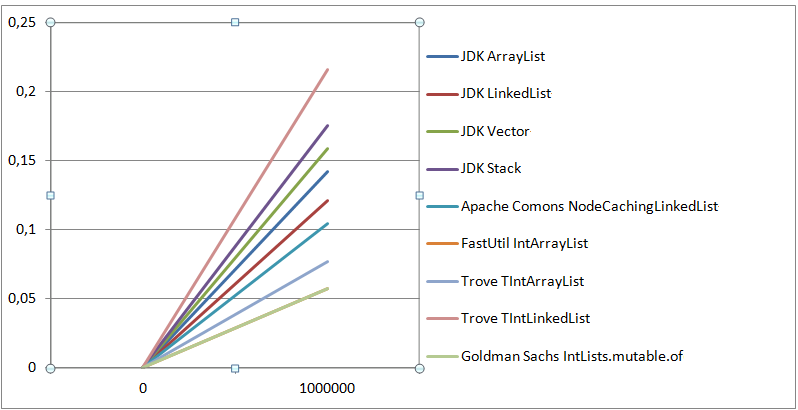 0,25
0,2
0,15
0,1
0,05
0
0
1000000
JDK ArrayList
JDK LinkedList
JDK Vector
JDK Stack
Apache Comons NodeCachingLinkedList
FastUtil IntArrayList
Trove TIntArrayList
Trove TIntLinkedList
Goldman Sachs IntLists.mutable.of